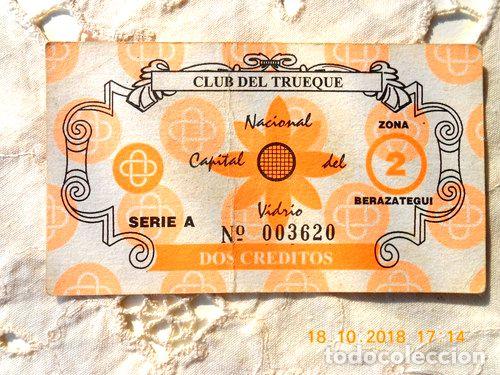 CLUB DEL TRUEQUE
Nacional
ZONA
Capital del
2
BERAZATEGUI
Vidrio
SERIE A
Nº 003620
DOS CREDITOS
18.10.2018 17:14
todocoleccion